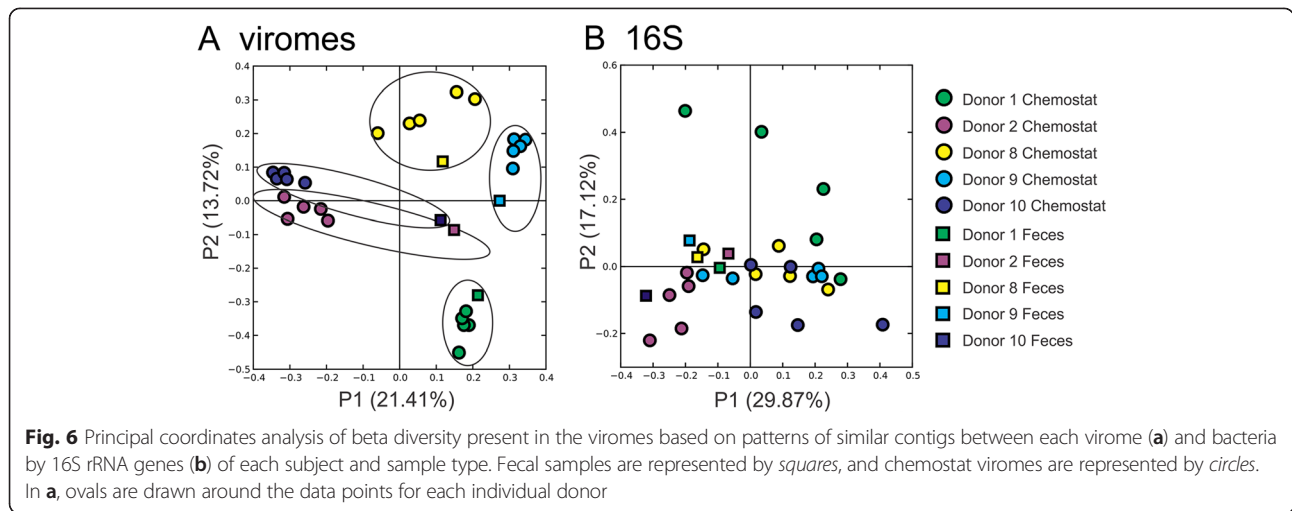 A viromes
0.4
0.3
0.2
0.1
0.0
−0.1
−0.2
−0.3
−0.4
−0.5
P2 (13.72%)
−0.4 −0.3 −0.2 −0.1 0.0 0.1 0.2 0.3 0.4
P1 (21.41%)
B 16S
0.6
0.4
0.2
0.0
−0.2
P2 (17.12%)
−0.4 −0.3 −0.2 −0.1 0.0 0.1 0.2 0.3 0.4 0.5
P1 (29.87%)
Donor 1 Chemostat
Donor 2 Chemostat
Donor 8 Chemostat
Donor 9 Chemostat
Donor 10 Chemostat
Donor 1 Feces
Donor 2 Feces
Donor 8 Feces
Donor 9 Feces
Donor 10 Feces
Fig. 6 Principal coordinates analysis of beta diversity present in the viromes based on patterns of similar contigs between each virome (a) and bacteria
by 16S rRNA genes (b) of each subject and sample type. Fecal samples are represented by squares, and chemostat viromes are represented by circles.
In a, ovals are drawn around the data points for each individual donor